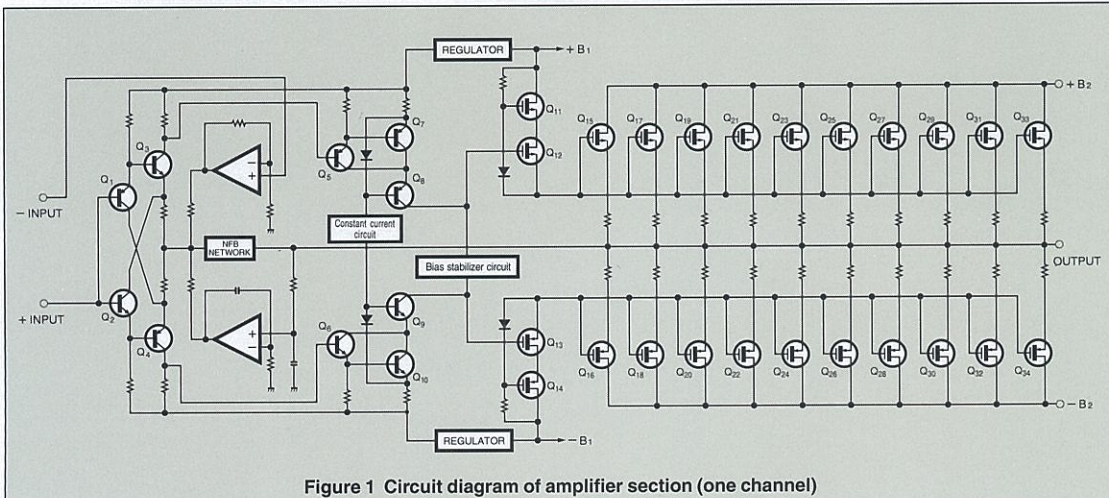 REGULATOR
+ B1
+ B2
Q11
Q12
Q15
Q17
Q19
Q21
Q23
Q25
Q27
Q29
Q31
Q33
Q7
Q3
Q5
Q8
Q1
− INPUT
Constant current
circuit
NFB
NETWORK
Bias stabilizer circuit
OUTPUT
+ INPUT
Q2
Q4
Q6
Q9
Q10
Q13
Q14
Q16
Q18
Q20
Q22
Q24
Q26
Q28
Q30
Q32
Q34
− B2
REGULATOR
− B1
Figure 1 Circuit diagram of amplifier section (one channel)